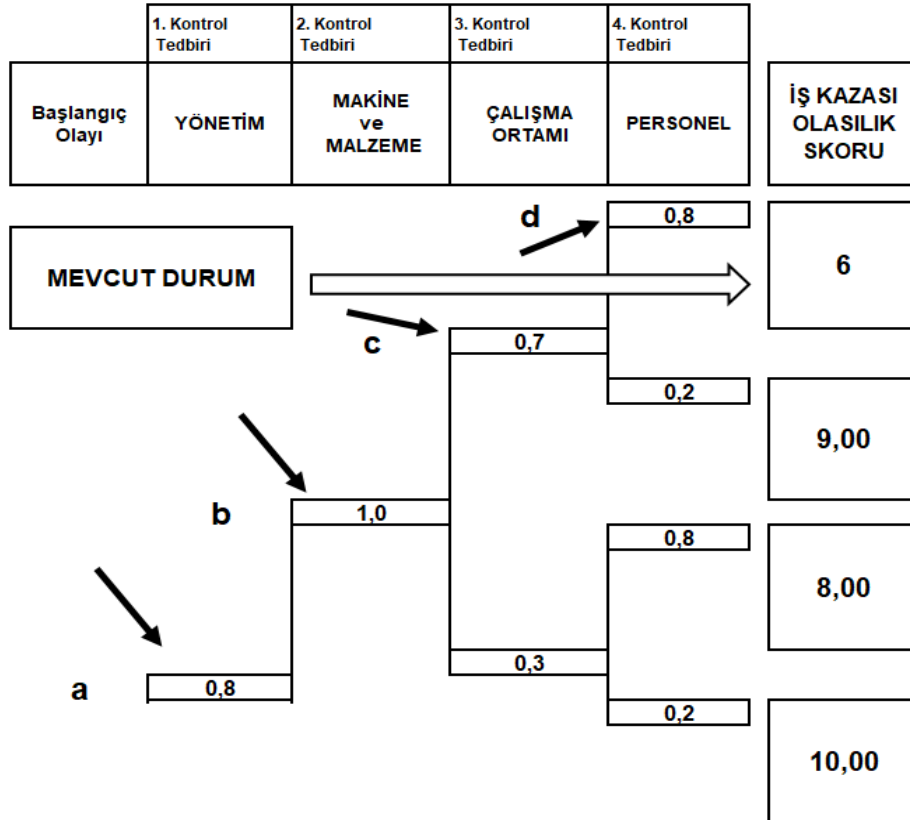 1. Kontrol
Tedbiri
2. Kontrol
Tedbiri
3. Kontrol
Tedbiri
4. Kontrol
Tedbiri
Başlangıç
Olayı
YÖNETİM
MAKİNE
ve
MALZEME
ÇALIŞMA
ORTAMI
PERSONEL
İŞ KAZASI
OLASILIK
SKORU
d
0,8
6
MEVCUT DURUM
c
0,7
0,2
9,00
b
1,0
0,8
8,00
0,3
a
0,8
0,2
10,00